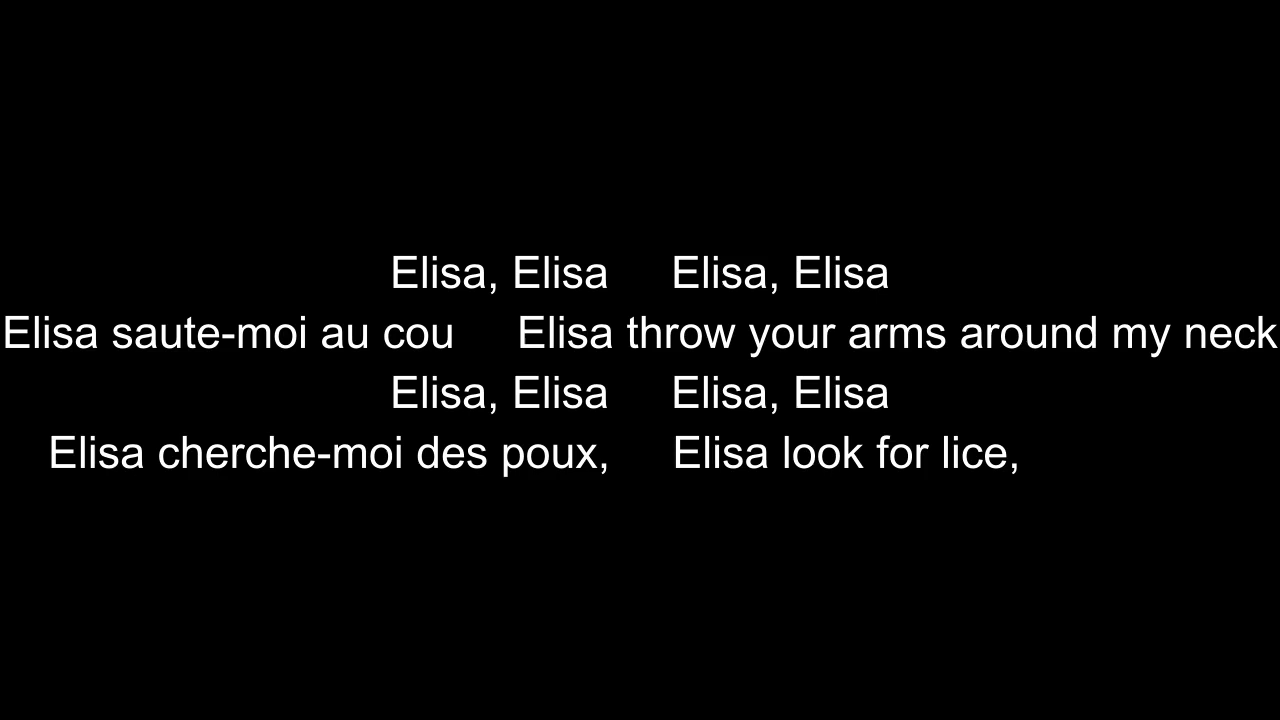 Elisa, Elisa Elisa, Elisa
Elisa saute-moi au cou Elisa throw your arms around my neck
Elisa, Elisa Elisa, Elisa
Elisa cherche-moi des poux, Elisa look for lice,